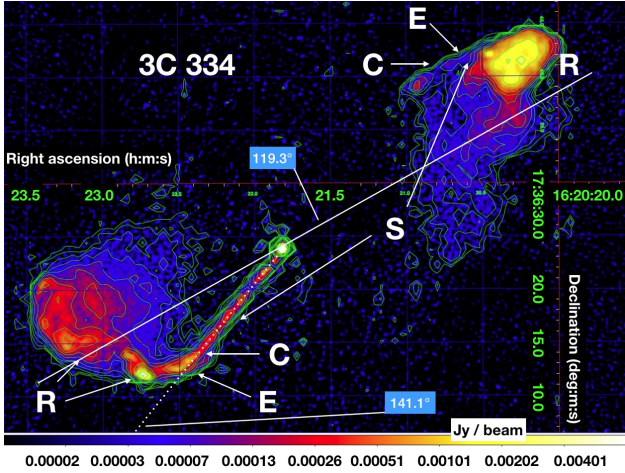 E
C
R
3C 334
Right ascension (h:m:s)
119.3°
23.5 23.0 21.5 16:20:20.0
17:36:30.0
S
20.0
15.0
10.0
Declination (deg:m:s)
C
R
E
141.1°
Jy / beam
0.00002 0.00003 0.00007 0.00013 0.00026 0.00051 0.00101 0.00202 0.00401